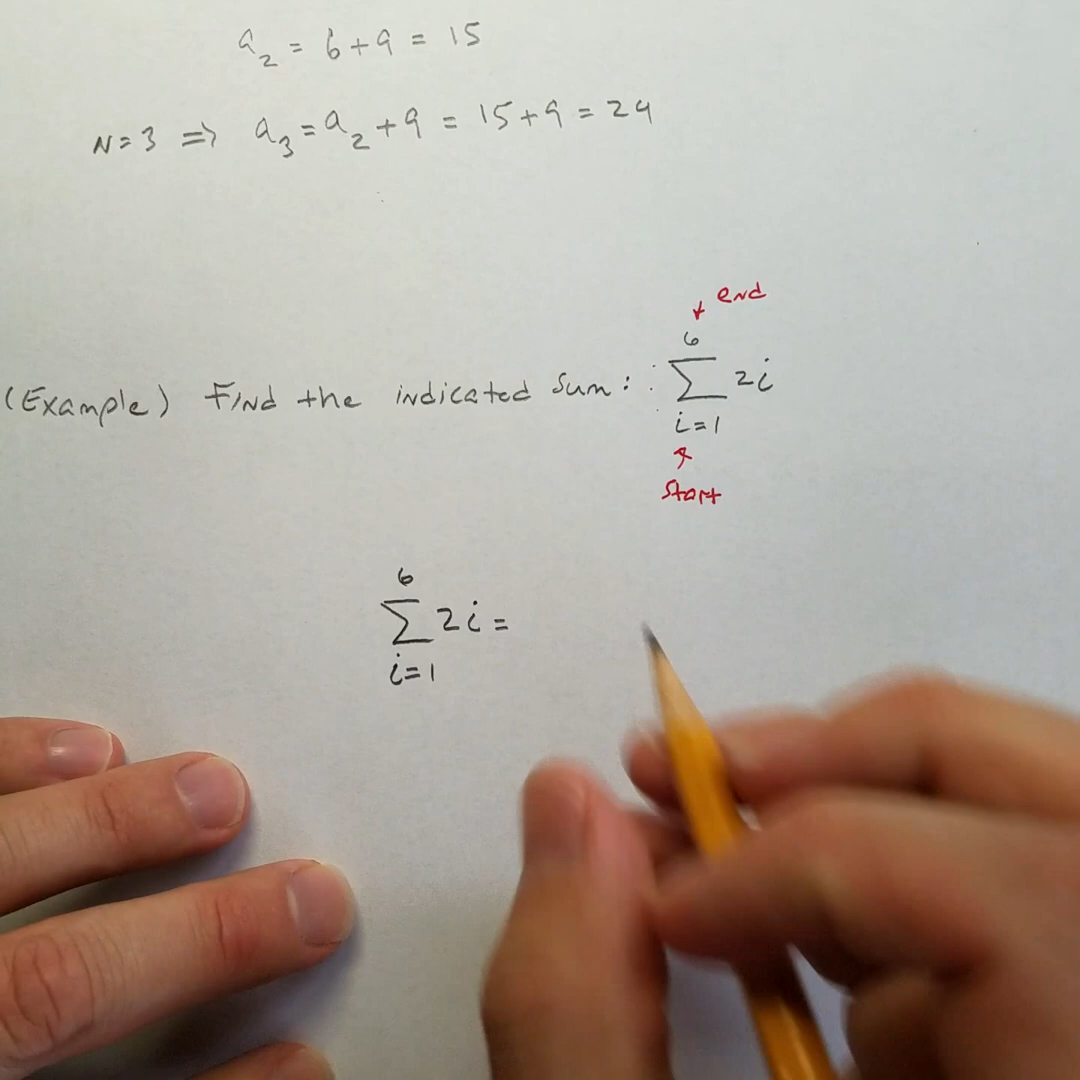 a₂ = 6+9 = 15
N=3 => a₃ = a₂ + 9 = 15+9 = 24
end
(Example) Find the indicated Sum: 6 ∑ i=1 2i
start
6 ∑ i=1 2i =